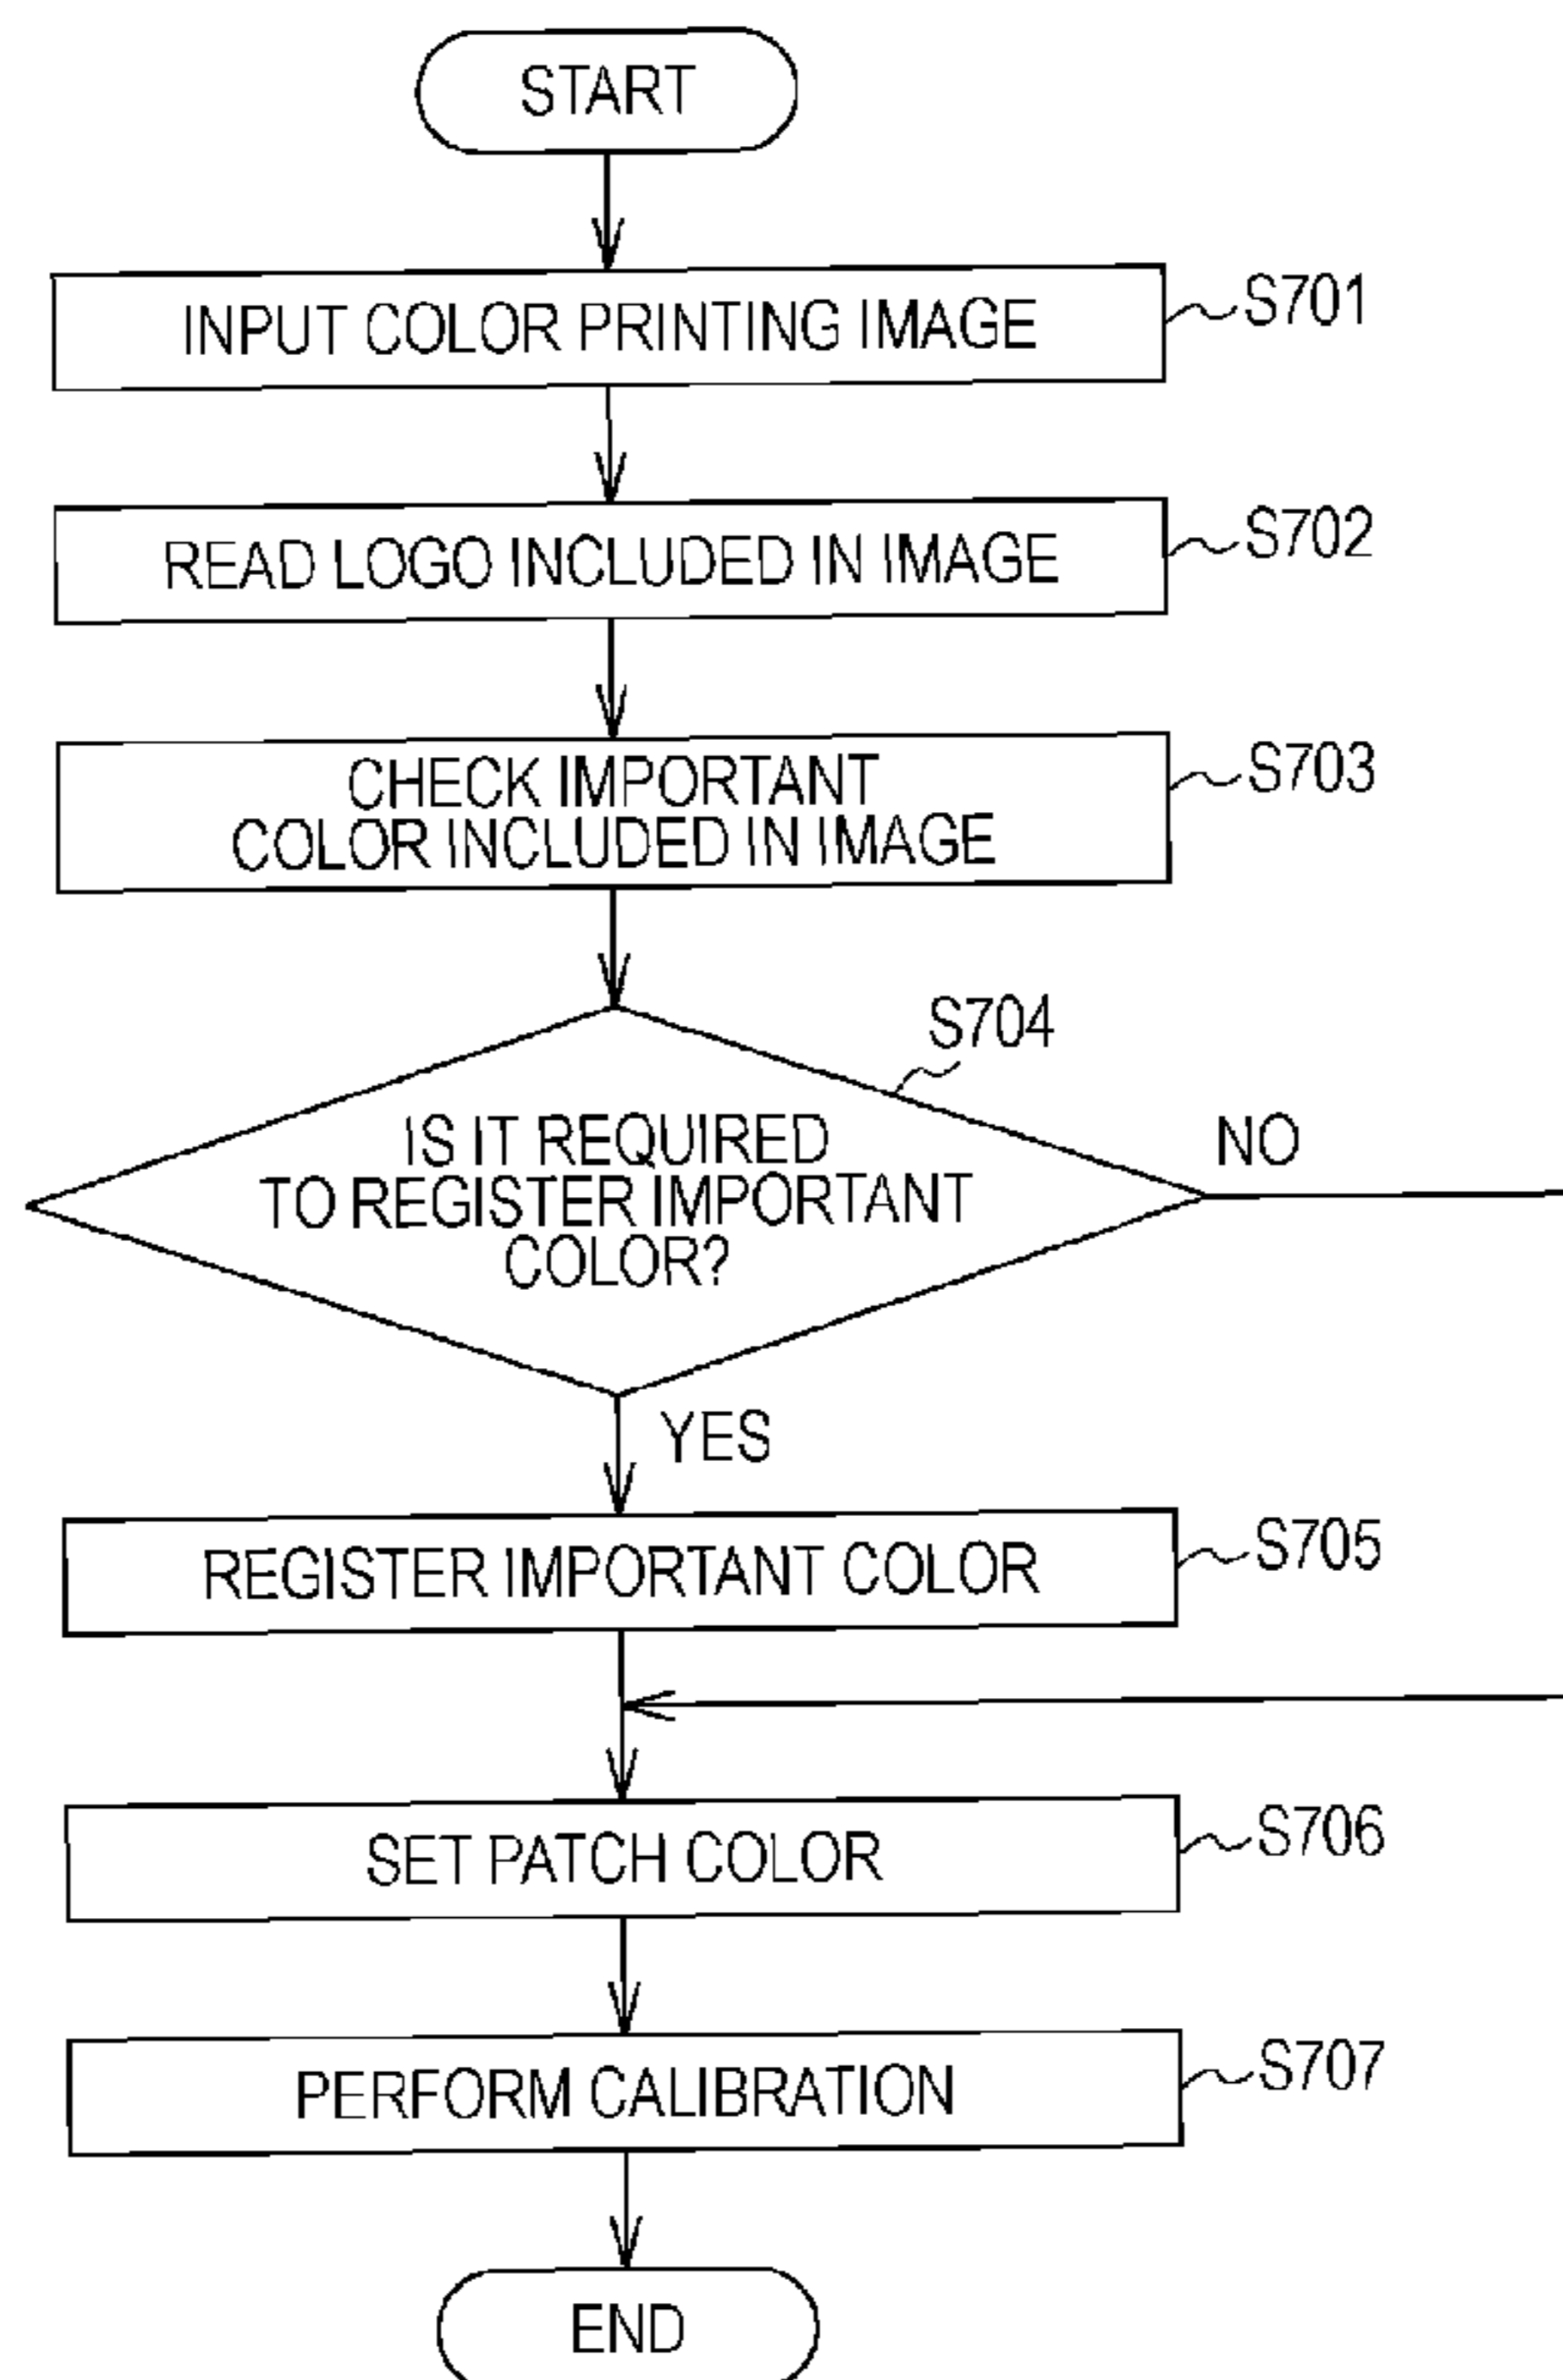 START
INPUT COLOR PRINTING IMAGE
S701
READ LOGO INCLUDED IN IMAGE
S702
CHECK IMPORTANT
COLOR INCLUDED IN IMAGE
S703
S704
IS IT REQUIRED
TO REGISTER IMPORTANT
COLOR?
NO
YES
REGISTER IMPORTANT COLOR
S705
SET PATCH COLOR
S706
PERFORM CALIBRATION
S707
END